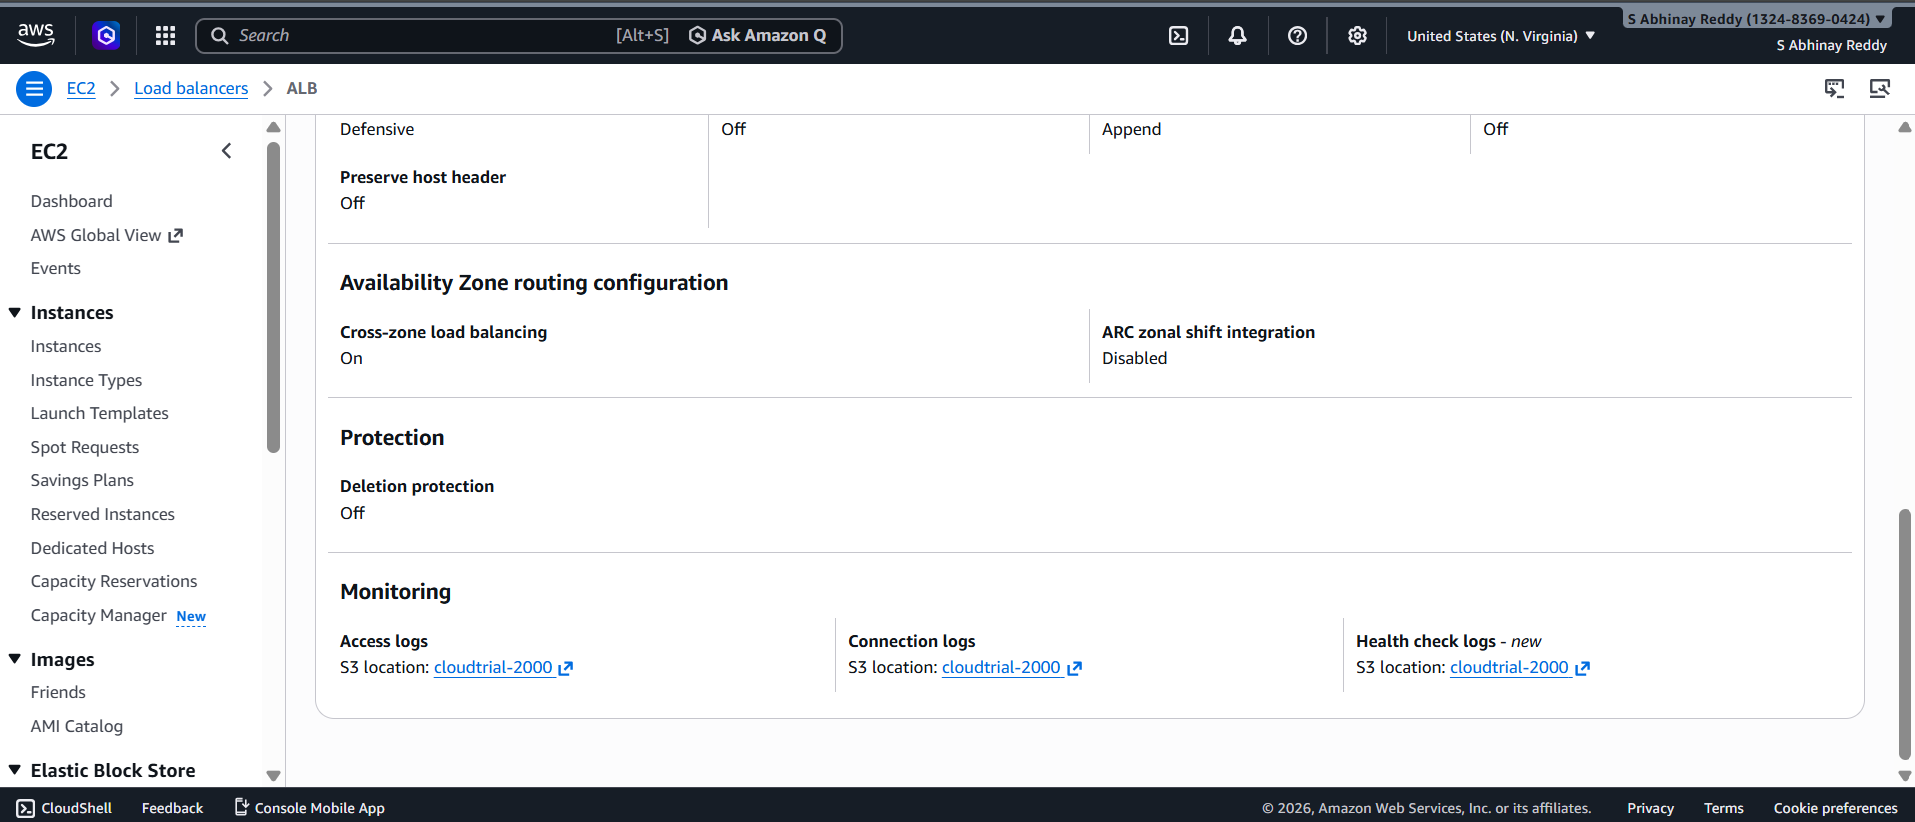 aws
Search
[Alt+S]
Ask Amazon Q
United States (N. Virginia)
S Abhinay Reddy (1324-8369-0424)
S Abhinay Reddy
EC2
Load balancers
ALB
EC2
Dashboard
AWS Global View
Events
Instances
Instances
Instance Types
Launch Templates
Spot Requests
Savings Plans
Reserved Instances
Dedicated Hosts
Capacity Reservations
Capacity Manager New
Images
Friends
AMI Catalog
Elastic Block Store
Defensive
Off
Append
Off
Preserve host header
Off
Availability Zone routing configuration
Cross-zone load balancing
On
ARC zonal shift integration
Disabled
Protection
Deletion protection
Off
Monitoring
Access logs
S3 location: cloudtrial-2000
Connection logs
S3 location: cloudtrial-2000
Health check logs - new
S3 location: cloudtrial-2000
CloudShell
Feedback
Console Mobile App
© 2026, Amazon Web Services, Inc. or its affiliates.
Privacy
Terms
Cookie preferences